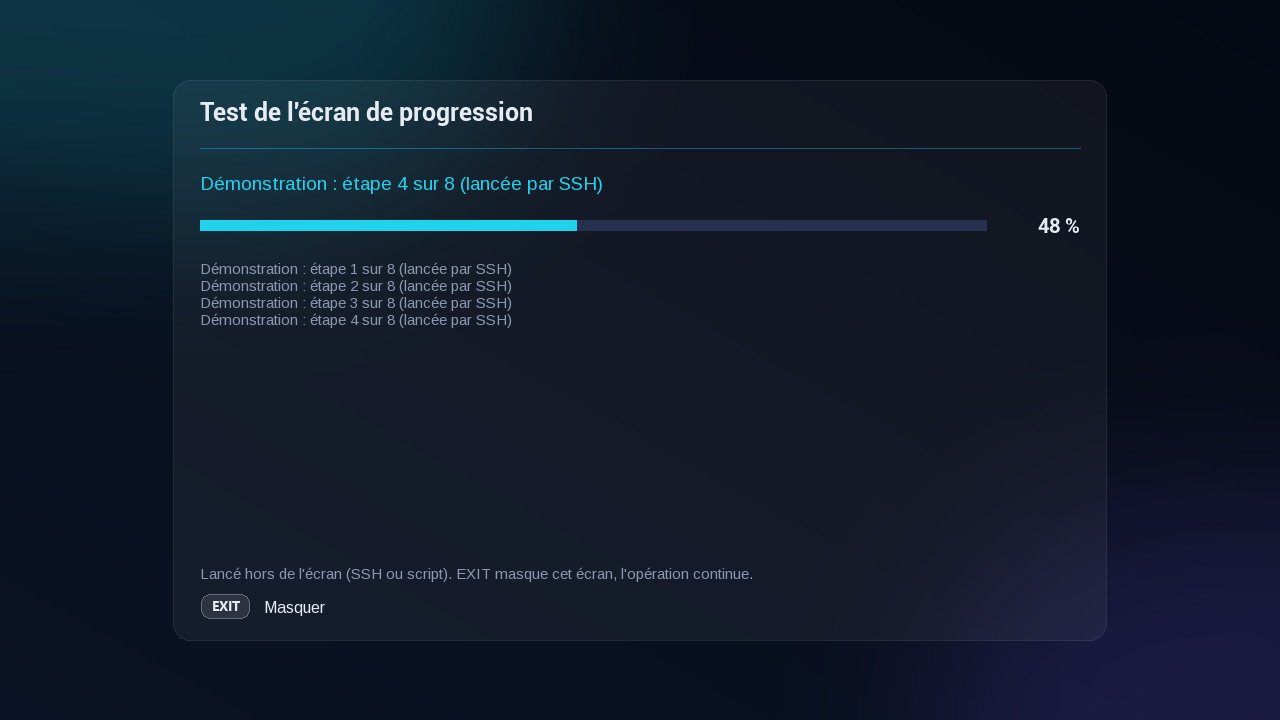 Test de l'écran de progression
Démonstration : étape 4 sur 8 (lancée par SSH)
48 %
Démonstration : étape 1 sur 8 (lancée par SSH)
Démonstration : étape 2 sur 8 (lancée par SSH)
Démonstration : étape 3 sur 8 (lancée par SSH)
Démonstration : étape 4 sur 8 (lancée par SSH)
Lancé hors de l'écran (SSH ou script). EXIT masque cet écran, l'opération continue.
EXIT Masquer